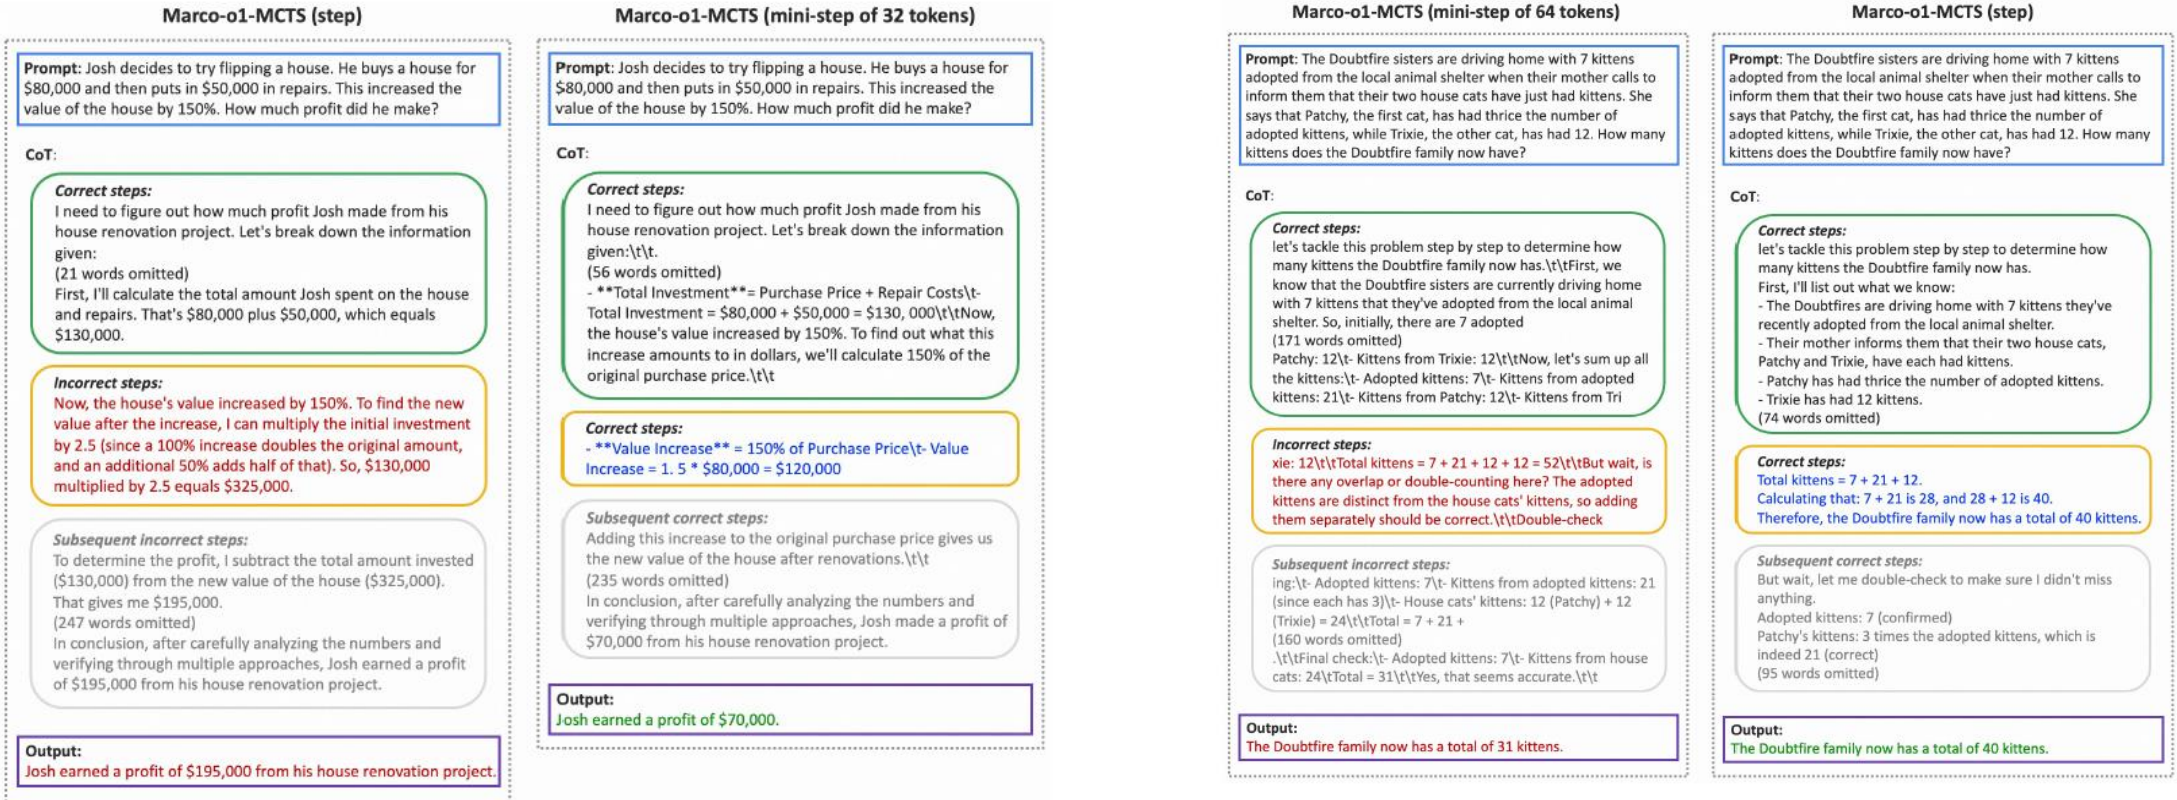 Marco-o1-MCTS (step)
Prompt: Josh decides to try flipping a house. He buys a house for
$80,000 and then puts in $50,000 in repairs. This increased the
value of the house by 150%. How much profit did he make?
CoT:
Correct steps:
I need to figure out how much profit Josh made from his
house renovation project. Let's break down the information
given:
(21 words omitted)
First, I'll calculate the total amount Josh spent on the house
and repairs. That's $80,000 plus $50,000, which equals
$130,000.
Incorrect steps:
Now, the house's value increased by 150%. To find the new
value after the increase, I can multiply the initial investment
by 2.5 (since a 100% increase doubles the original amount,
and an additional 50% adds half of that). So, $130,000
multiplied by 2.5 equals $325,000.
Subsequent incorrect steps:
To determine the profit, I subtract the total amount invested
($130,000) from the new value of the house ($325,000).
That gives me $195,000.
(247 words omitted)
In conclusion, after carefully analyzing the numbers and
verifying through multiple approaches, Josh earned a profit
of $195,000 from his house renovation project.
Output:
Josh earned a profit of $195,000 from his house renovation project.
Marco-o1-MCTS (mini-step of 32 tokens)
Prompt: Josh decides to try flipping a house. He buys a house for
$80,000 and then puts in $50,000 in repairs. This increased the
value of the house by 150%. How much profit did he make?
CoT:
Correct steps:
I need to figure out how much profit Josh made from his
house renovation project. Let's break down the information
given:\t\t.
(56 words omitted)
- **Total Investment**= Purchase Price + Repair Costs\t-
Total Investment = $80,000 + $50,000 = $130, 000\t\tNow,
the house's value increased by 150%. To find out what this
increase amounts to in dollars, we'll calculate 150% of the
original purchase price.\t\t
Correct steps:
- **Value Increase** = 150% of Purchase Price\t- Value
Increase = 1. 5 * $80,000 = $120,000
Subsequent correct steps:
Adding this increase to the original purchase price gives us
the new value of the house after renovations.\t\t
(235 words omitted)
In conclusion, after carefully analyzing the numbers and
verifying through multiple approaches, Josh made a profit of
$70,000 from his house renovation project.
Output:
Josh earned a profit of $70,000.
Marco-o1-MCTS (mini-step of 64 tokens)
Prompt: The Doubtfire sisters are driving home with 7 kittens
adopted from the local animal shelter when their mother calls to
inform them that their two house cats have just had kittens. She
says that Patchy, the first cat, has had thrice the number of
adopted kittens, while Trixie, the other cat, has had 12. How many
kittens does the Doubtfire family now have?
CoT:
Correct steps:
let's tackle this problem step by step to determine how
many kittens the Doubtfire family now has.\t\tFirst, we
know that the Doubtfire sisters are currently driving home
with 7 kittens that they've adopted from the local animal
shelter. So, initially, there are 7 adopted
(171 words omitted)
Patchy: 12\t- Kittens from Trixie: 12\t\tNow, let's sum up all
the kittens:\t- Adopted kittens: 7\t- Kittens from adopted
kittens: 21\t- Kittens from Patchy: 12\t- Kittens from Tri
Incorrect steps:
xie: 12\t\tTotal kittens = 7 + 21 + 12 + 12 = 52\t\tBut wait, is
there any overlap or double-counting here? The adopted
kittens are distinct from the house cats' kittens, so adding
them separately should be correct.\t\tDouble-check
Subsequent incorrect steps:
ing:\t- Adopted kittens: 7\t- Kittens from adopted kittens: 21
(since each has 3)\t- House cats' kittens: 12 (Patchy) + 12
(Trixie) = 24\t\tTotal = 7 + 21 +
(160 words omitted)
.\t\tFinal check:\t- Adopted kittens: 7\t- Kittens from house
cats: 24\tTotal = 31\t\tYes, that seems accurate.\t\t
Output:
The Doubtfire family now has a total of 31 kittens.
Marco-o1-MCTS (step)
Prompt: The Doubtfire sisters are driving home with 7 kittens
adopted from the local animal shelter when their mother calls to
inform them that their two house cats have just had kittens. She
says that Patchy, the first cat, has had thrice the number of
adopted kittens, while Trixie, the other cat, has had 12. How many
kittens does the Doubtfire family now have?
CoT:
Correct steps:
let's tackle this problem step by step to determine how
many kittens the Doubtfire family now has.
First, I'll list out what we know:
- The Doubtfires are driving home with 7 kittens they've
recently adopted from the local animal shelter.
- Their mother informs them that their two house cats,
Patchy and Trixie, have each had kittens.
- Patchy has had thrice the number of adopted kittens.
- Trixie has had 12 kittens.
(74 words omitted)
Correct steps:
Total kittens = 7 + 21 + 12.
Calculating that: 7 + 21 is 28, and 28 + 12 is 40.
Therefore, the Doubtfire family now has a total of 40 kittens.
Subsequent correct steps:
But wait, let me double-check to make sure I didn't miss
anything.
Adopted kittens: 7 (confirmed)
Patchy's kittens: 3 times the adopted kittens, which is
indeed 21 (correct)
(95 words omitted)
Output:
The Doubtfire family now has a total of 40 kittens.